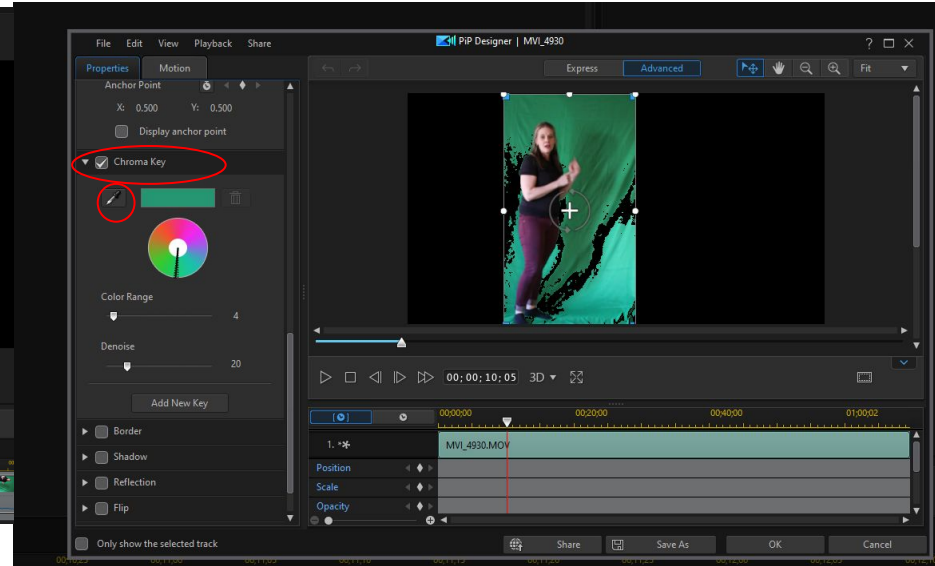 File Edit View Playback Share
PiP Designer | MVI_4930
? □ ×
Properties Motion
Express Advanced
Fit
Anchor Point
X: 0.500 Y: 0.500
Display anchor point
Chroma Key
Color Range
4
Denoise
20
Add New Key
Border
Shadow
Reflection
Flip
00;00;10;05 3D
00;00;00 00;20;00 00;40;00 01;00;02
1.
MVI_4930.MOV
Position
Scale
Opacity
Only show the selected track
Share Save As OK Cancel